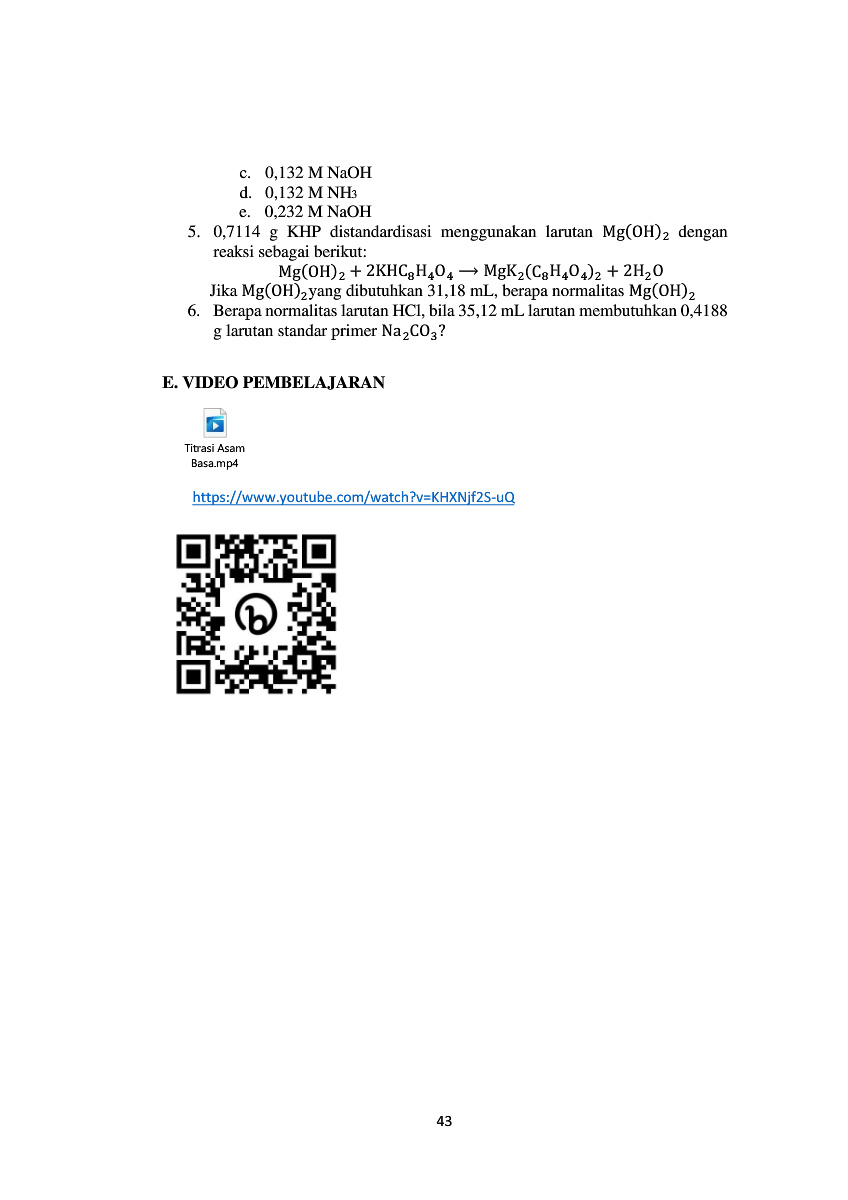 c. 0,132 M NaOH
d. 0,132 M NH3
e. 0,232 M NaOH
5. 0,7114 g KHP distandardisasi menggunakan larutan Mg(OH)₂ dengan
reaksi sebagai berikut:
Mg(OH)₂ + 2KHC₈H₄O₄ ⟶ MgK₂(C₈H₄O₄)₂ + 2H₂O
Jika Mg(OH)₂yang dibutuhkan 31,18 mL, berapa normalitas Mg(OH)₂
6. Berapa normalitas larutan HCl, bila 35,12 mL larutan membutuhkan 0,4188
g larutan standar primer Na₂CO₃?
E. VIDEO PEMBELAJARAN
Titrasi Asam
Basa.mp4
https://www.youtube.com/watch?v=KHXNjf2S-uQ
b
43